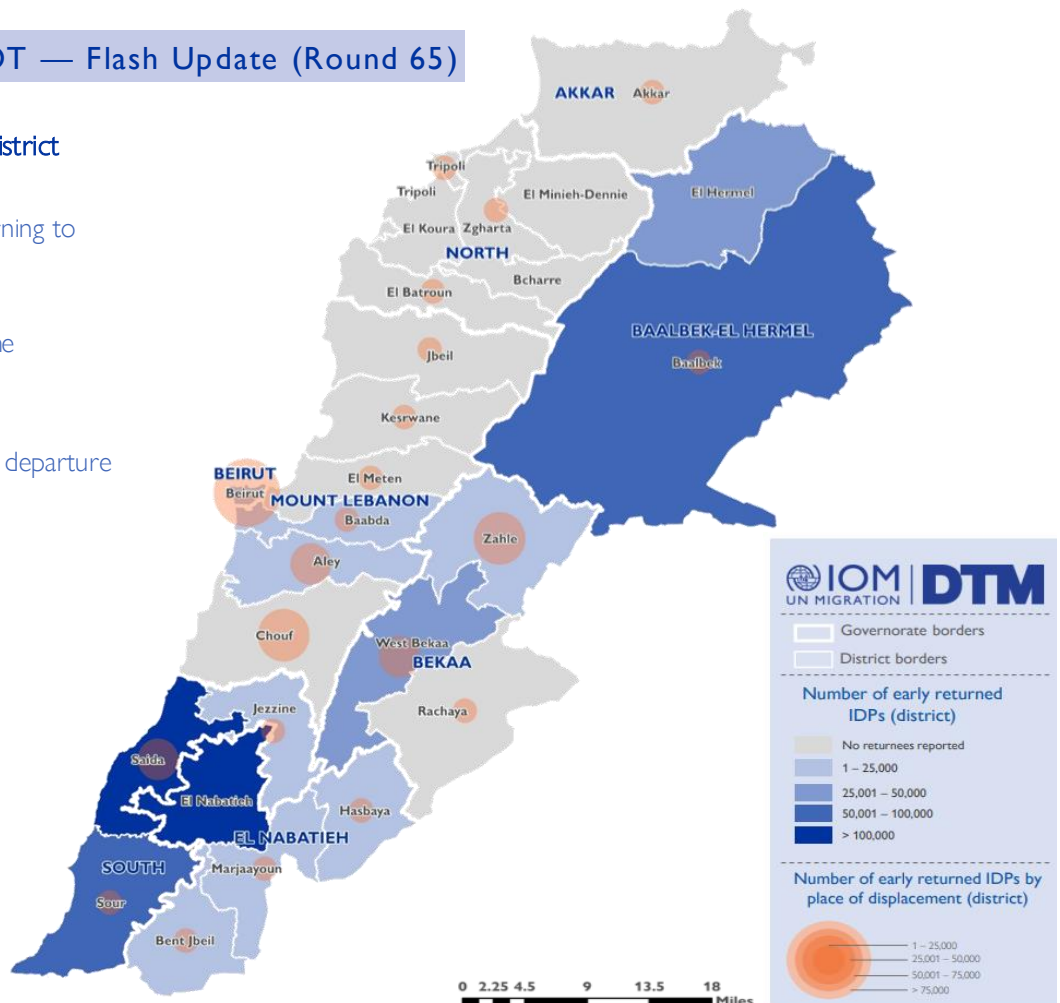 OT — Flash Update (Round 65)
istrict
ning to
ne
departure
AKKAR
Akkar
Tripoli
Tripoli
El Minieh-Dennie
El Hermel
El Koura
Zgharta
NORTH
Bcharre
El Batroun
BAALBEK-EL HERMEL
Baalbek
Jbeil
Kesrwane
BEIRUT
Beirut
El Meten
MOUNT LEBANON
Baabda
Zahle
Aley
Chouf
West Bekaa
BEKAA
Jezzine
Rachaya
Saida
El Nabatieh
Hasbaya
EL NABATIEH
SOUTH
Marjaayoun
Sour
Bent Jbeil
IOM
UN MIGRATION
DTM
Governorate borders
District borders
Number of early returned
IDPs (district)
No returnees reported
1 – 25,000
25,001 – 50,000
50,001 – 100,000
> 100,000
Number of early returned IDPs by
place of displacement (district)
1 – 25,000
25,001 – 50,000
50,001 – 75,000
> 75,000
0 2.25 4.5 9 13.5 18
Miles